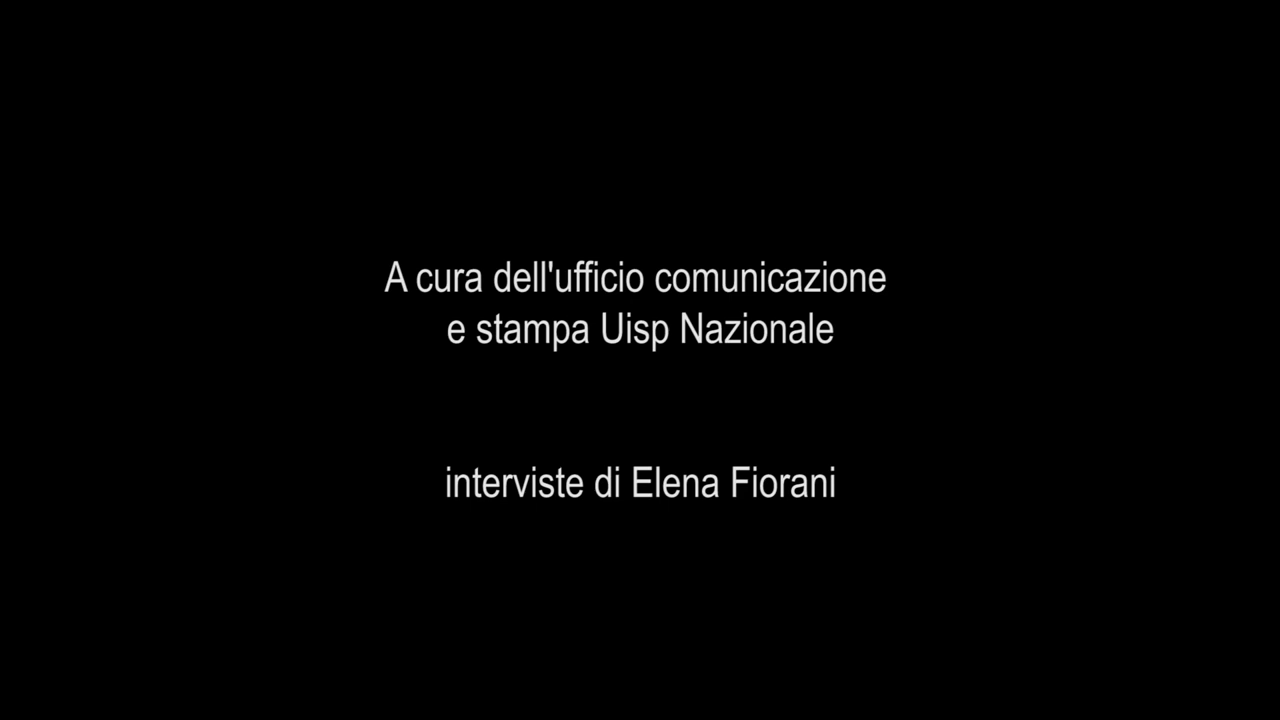 A cura dell'ufficio comunicazione
e stampa Uisp Nazionale
interviste di Elena Fiorani